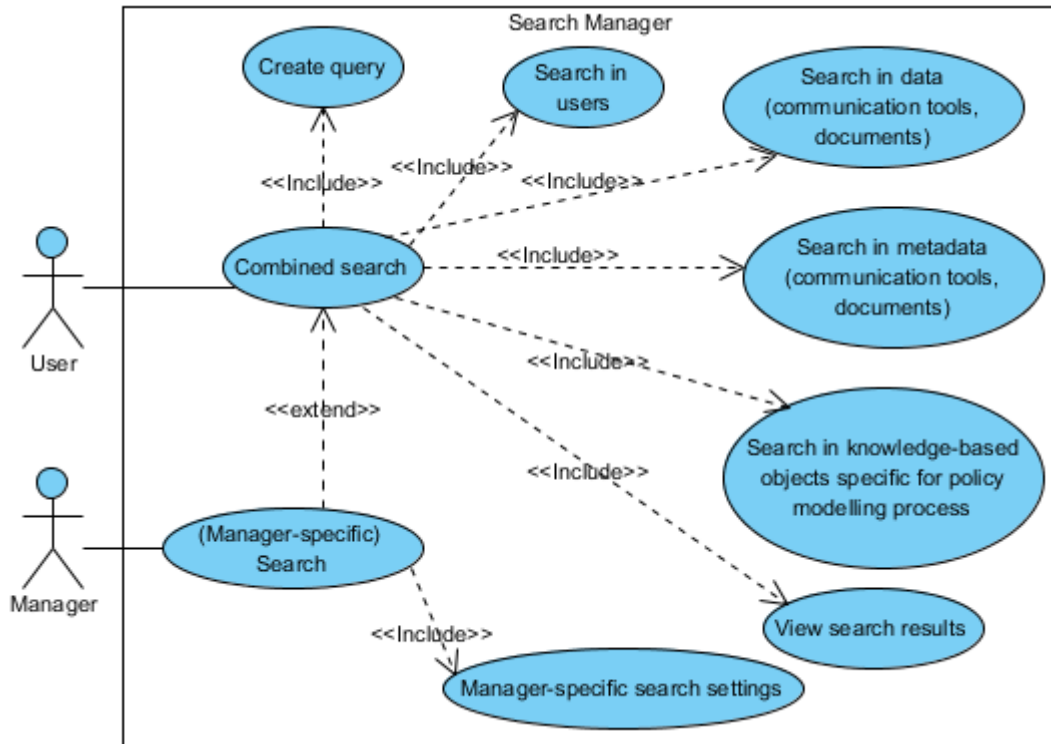 Search Manager
Create query
Search in
users
Search in data
(communication tools,
documents)
<<Include>>
<<Include>>
<<Include>>
Combined search
<<Include>>
Search in metadata
(communication tools,
documents)
User
<<Include>>
<<extend>>
Search in knowledge-based
objects specific for policy
modelling process
<<Include>>
(Manager-specific)
Search
Manager
<<Include>>
View search results
Manager-specific search settings